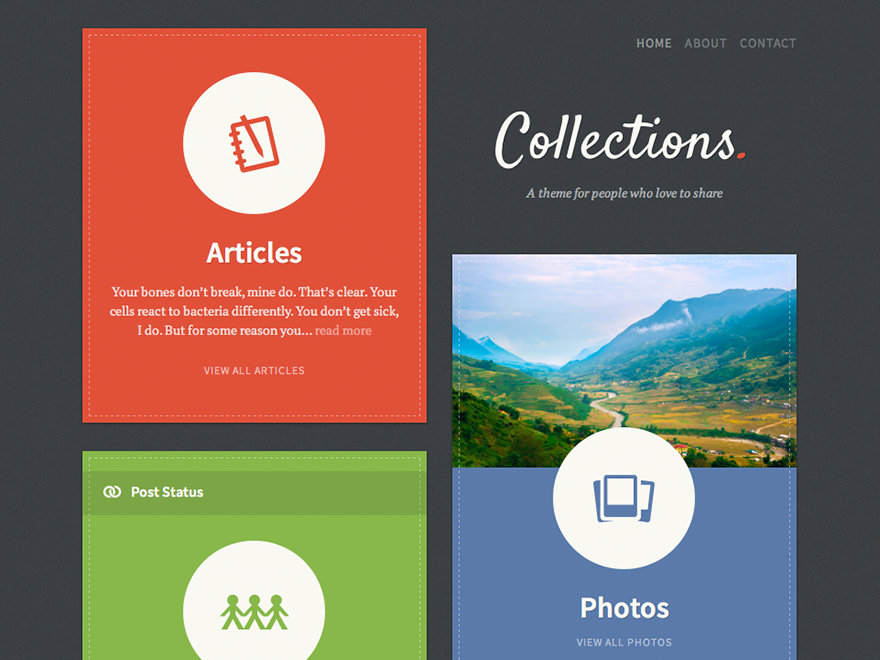 HOME ABOUT CONTACT
Collections.
A theme for people who love to share
Articles
Your bones don't break, mine do. That's clear. Your
cells react to bacteria differently. You don't get sick,
I do. But for some reason you... read more
VIEW ALL ARTICLES
Post Status
Photos
VIEW ALL PHOTOS